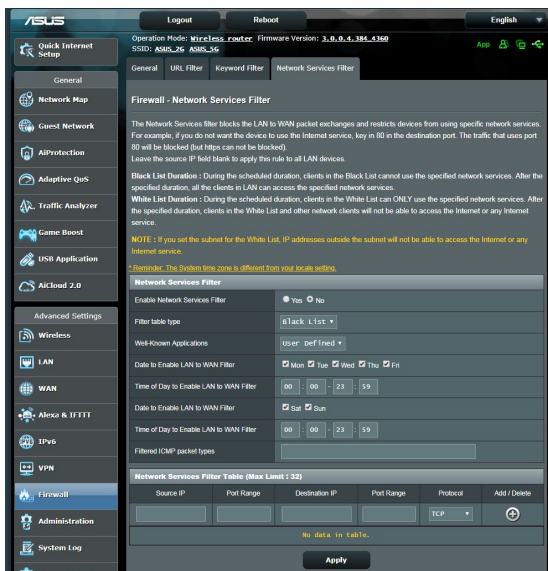 ASUS
Logout
Reboot
English
Operation Mode: Wireless router Firmware Version: 3.0.0.4.384_4360
SSID: ASUS_2G ASUS_5G
App
Quick Internet
Setup
General
Network Map
Guest Network
AiProtection
Adaptive QoS
Traffic Analyzer
Game Boost
USB Application
AiCloud 2.0
Advanced Settings
Wireless
LAN
WAN
Alexa & IFTTT
IPv6
VPN
Firewall
Administration
System Log
General URL Filter Keyword Filter Network Services Filter
Firewall - Network Services Filter
The Network Services filter blocks the LAN to WAN packet exchanges and restricts devices from using specific network services.
For example, if you do not want the device to use the Internet service, key in 80 in the destination port. The traffic that uses port
80 will be blocked (but https can not be blocked).
Leave the source IP field blank to apply this rule to all LAN devices.
Black List Duration : During the scheduled duration, clients in the Black List cannot use the specified network services. After the
specified duration, all the clients in LAN can access the specified network services.
White List Duration : During the scheduled duration, clients in the White List can ONLY use the specified network services. After
the specified duration, clients in the White List and other network clients will not be able to access the Internet or any Internet
service.
NOTE : If you set the subnet for the White List, IP addresses outside the subnet will not be able to access the Internet or any
Internet service.
* Reminder: The System time zone is different from your locale setting.
Network Services Filter
Enable Network Services
Filter
Yes No
Filter table type
Black List
Well-Known Applications
User Defined
Date to Enable LAN to WAN Filter
Mon Tue Wed Thu Fri
Time of Day to Enable LAN to WAN Filter
00 : 00 - 23 : 59
Date to Enable LAN to WAN Filter
Sat Sun
Time of Day to Enable LAN to WAN Filter
00 : 00 - 23 : 59
Filtered ICMP packet types
Network Services Filter Table (Max Limit : 32)
Source IP Port Range Destination IP Port Range Protocol Add / Delete
TCP
No data in table.
Apply